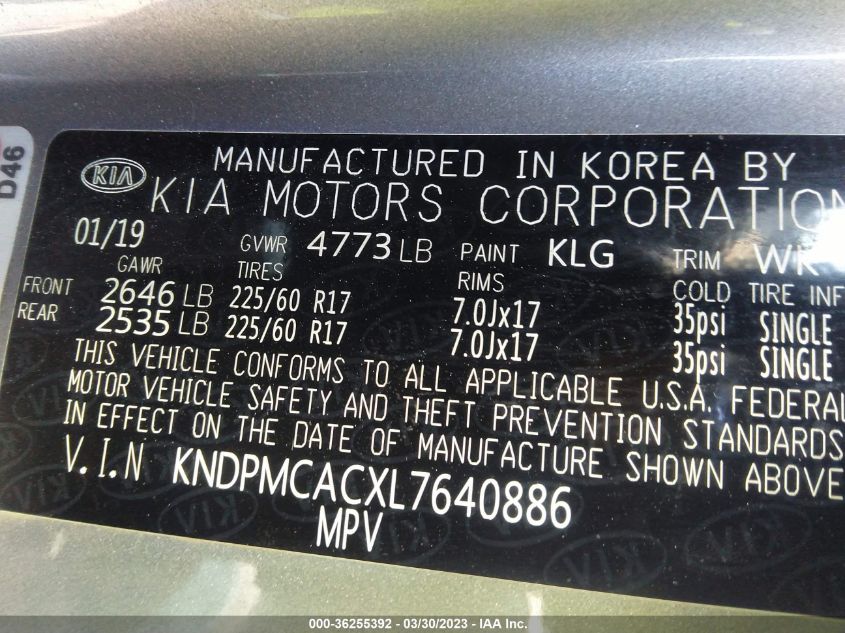 D46
KIA
MANUFACTURED IN KOREA BY
KIA MOTORS CORPORATION
01/19 GVWR 4773 LB PAINT KLG TRIM WK
GAWR TIRES RIMS COLD TIRE INF
FRONT 2646 LB 225/60 R17 7.0Jx17 35psi SINGLE
REAR 2535 LB 225/60 R17 7.0Jx17 35psi SINGLE
THIS VEHICLE CONFORMS TO ALL APPLICABLE U.S.A. FEDERAL
MOTOR VEHICLE SAFETY AND THEFT PREVENTION STANDARDS
IN EFFECT ON THE DATE OF MANUFACTURE SHOWN ABOVE
V.I.N KNDPMCACXL7640886
MPV
000-36255392 - 03/30/2023 - IAA Inc.